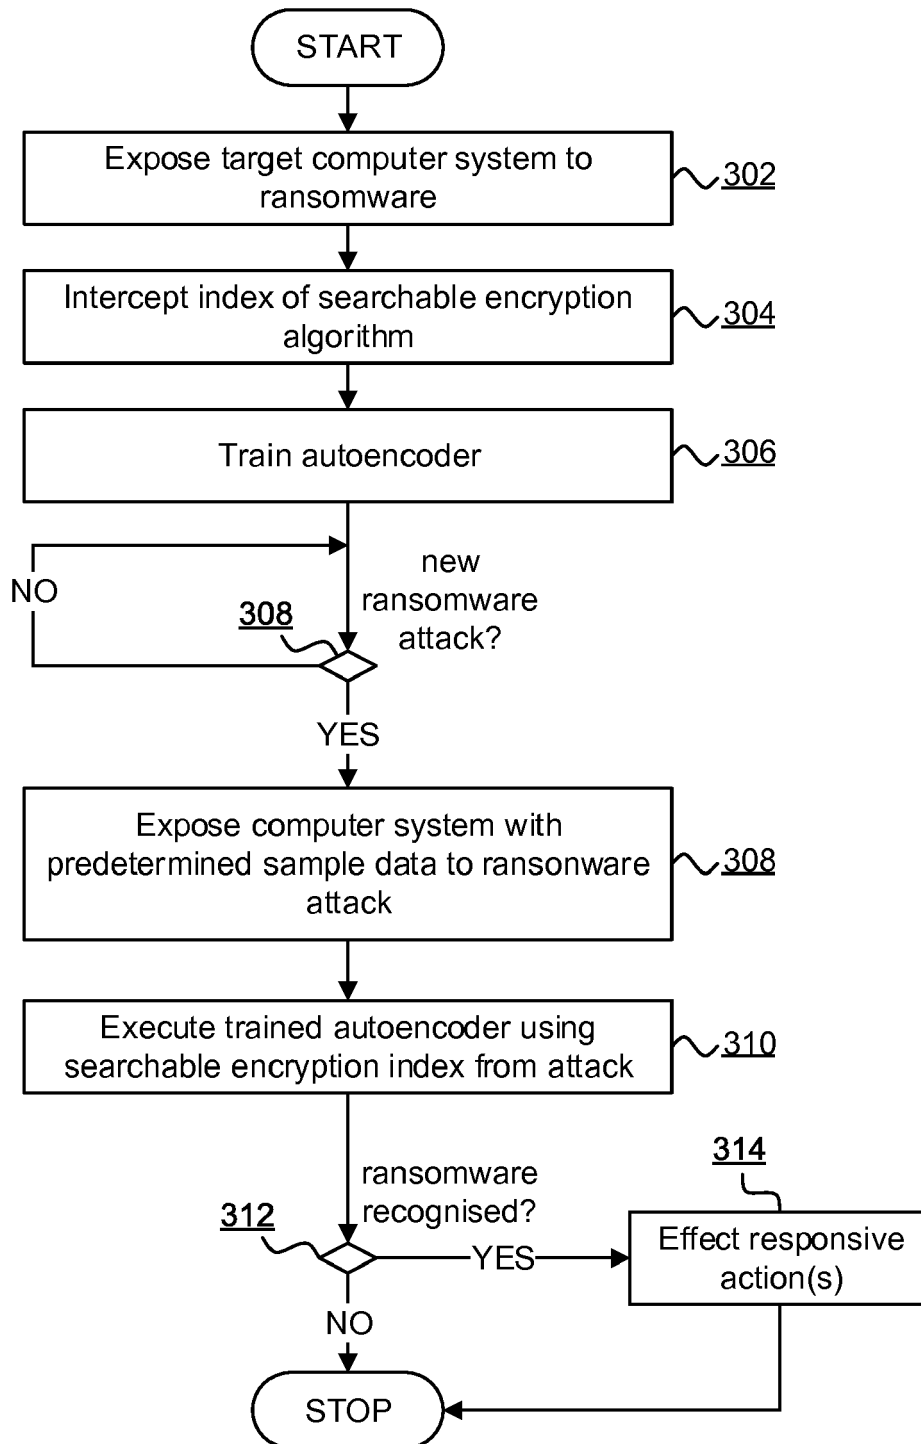 START
Expose target computer system to
ransomware
302
Intercept index of searchable encryption
algorithm
304
Train autoencoder
306
NO
new
ransomware
attack?
308
YES
Expose computer system with
predetermined sample data to ransonware
attack
308
Execute trained autoencoder using
searchable encryption index from attack
310
ransomware
recognised?
312
YES
314
Effect responsive
action(s)
NO
STOP